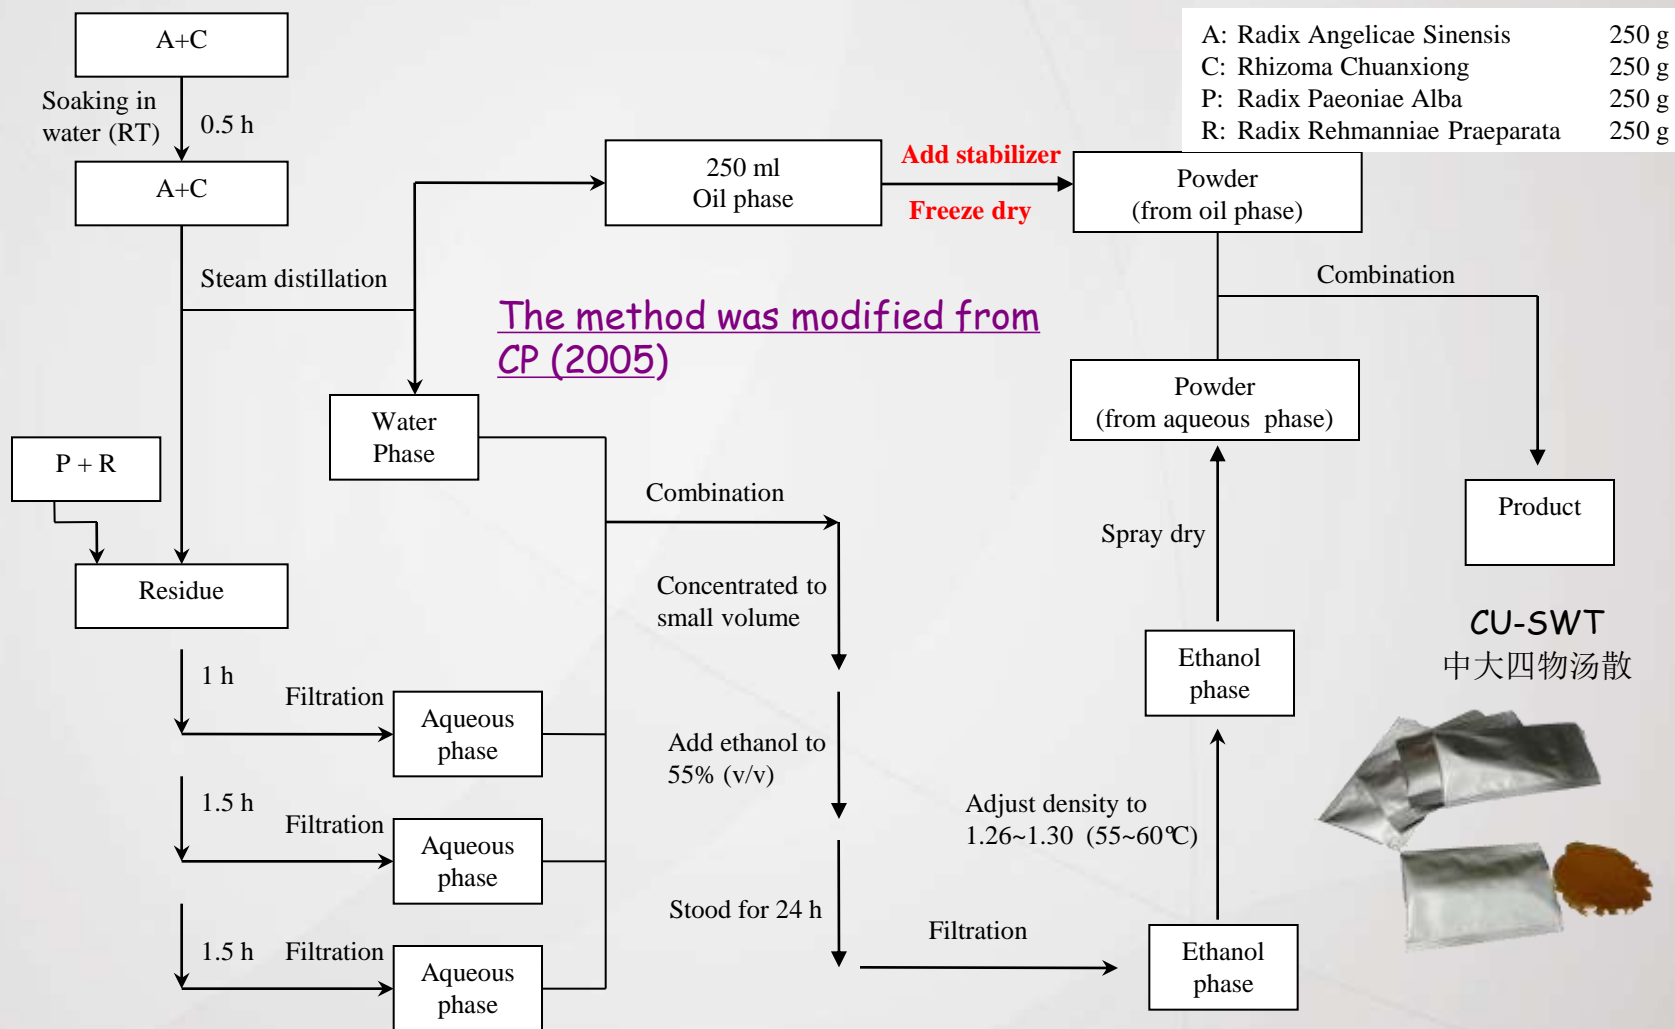 A+C
Soaking in
water (RT)
0.5 h
A+C
Steam distillation
250 ml
Oil phase
Add stabilizer
Freeze dry
Powder
(from oil phase)
A: Radix Angelicae Sinensis 250 g
C: Rhizoma Chuanxiong 250 g
P: Radix Paeoniae Alba 250 g
R: Radix Rehmanniae Praeparata 250 g
Combination
The method was modified from
CP (2005)
Water
Phase
P + R
Residue
1 h
Filtration
Aqueous
phase
1.5 h
Filtration
Aqueous
phase
1.5 h
Filtration
Aqueous
phase
Combination
Concentrated to
small volume
Add ethanol to
55% (v/v)
Stood for 24 h
Filtration
Ethanol
phase
Adjust density to
1.26~1.30 (55~60℃)
Ethanol
phase
Spray dry
Powder
(from aqueous phase)
Product
CU-SWT
中大四物汤散